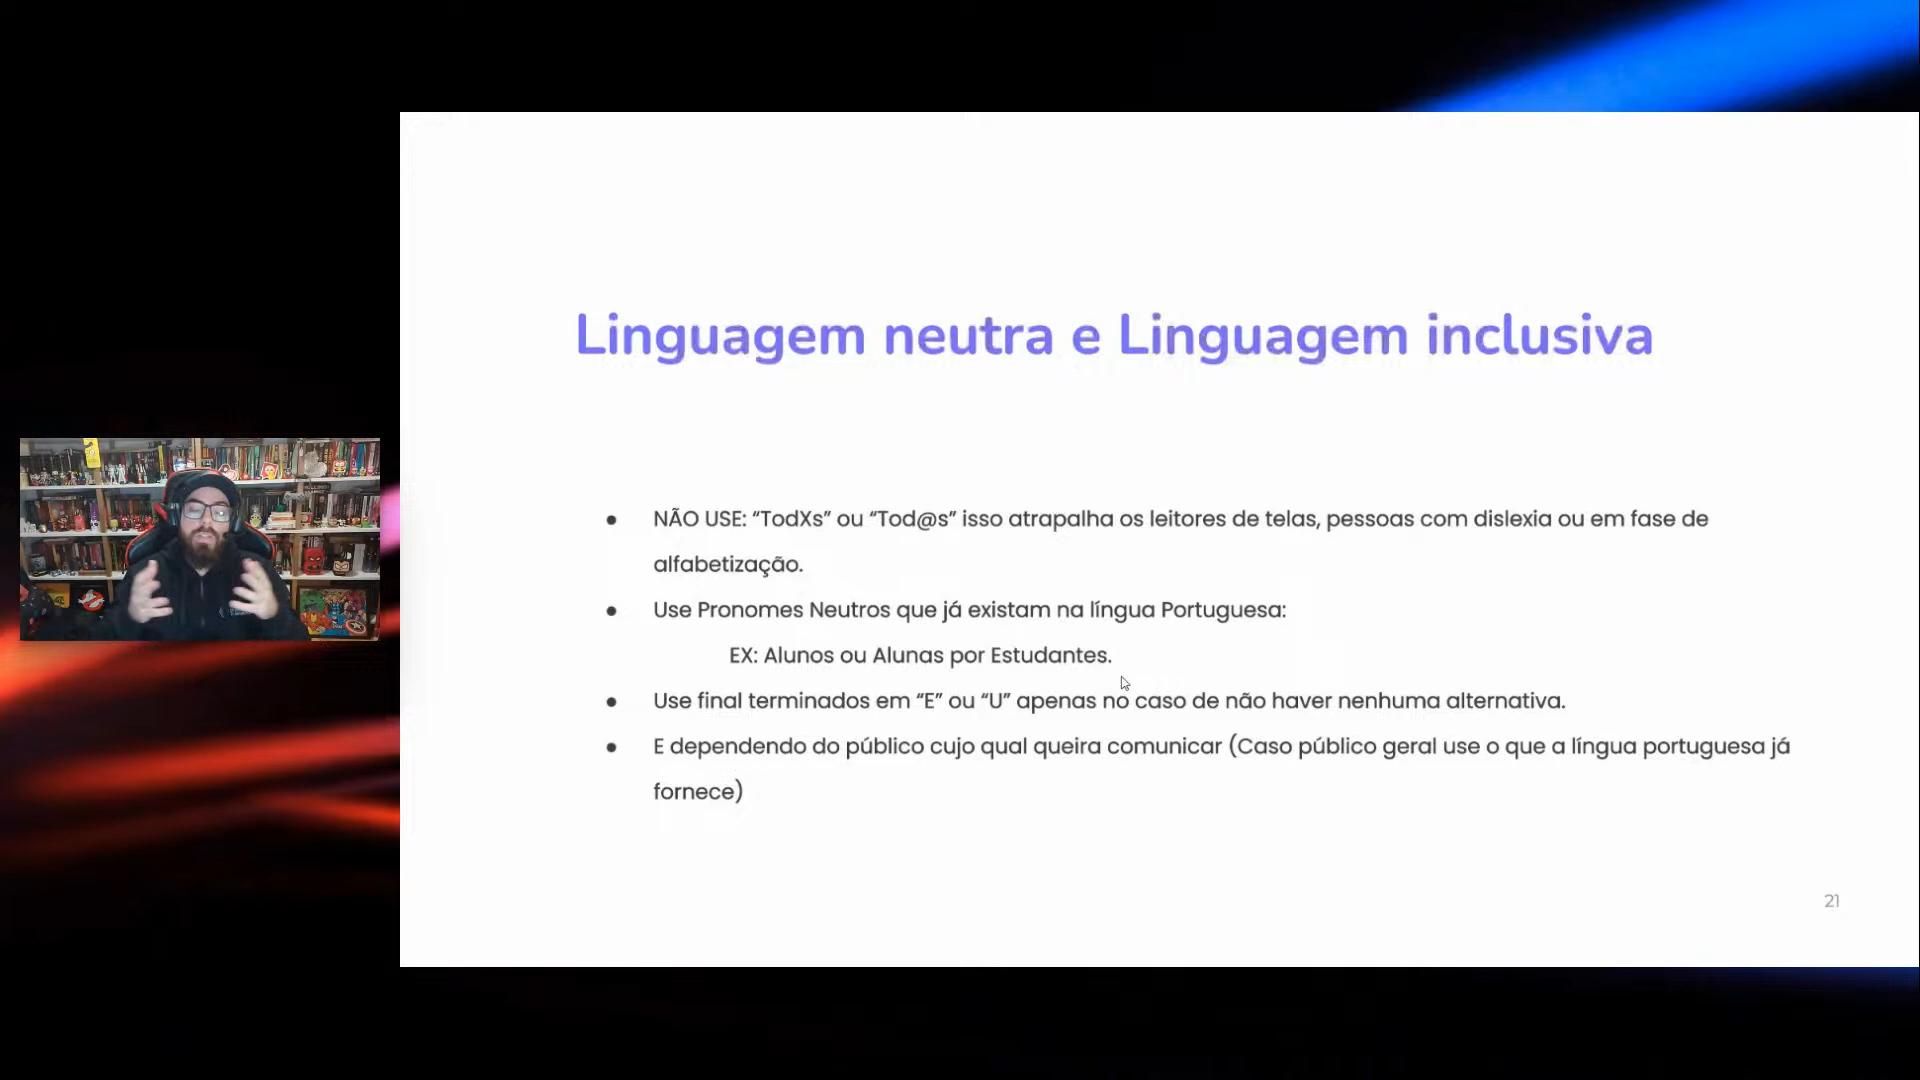 Linguagem neutra e Linguagem inclusiva
● NÃO USE: “TodXs” ou “Tod@s” isso atrapalha os leitores de telas, pessoas com dislexia ou em fase de
alfabetização.
● Use Pronomes Neutros que já existam na língua Portuguesa:
EX: Alunos ou Alunas por Estudantes.
● Use final terminados em “E” ou “U” apenas no caso de não haver nenhuma alternativa.
● E dependendo do público cujo qual queira comunicar (Caso público geral use o que a língua portuguesa já
fornece)
21